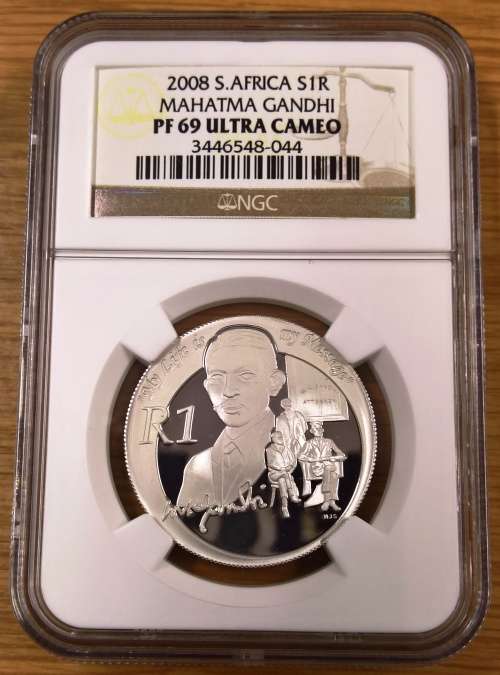 2008 S.AFRICA S1R
MAHATMA GANDHI
PF 69 ULTRA CAMEO
3446548-044
NGC
My Life is my Message
R1
MKGandhi
MJS